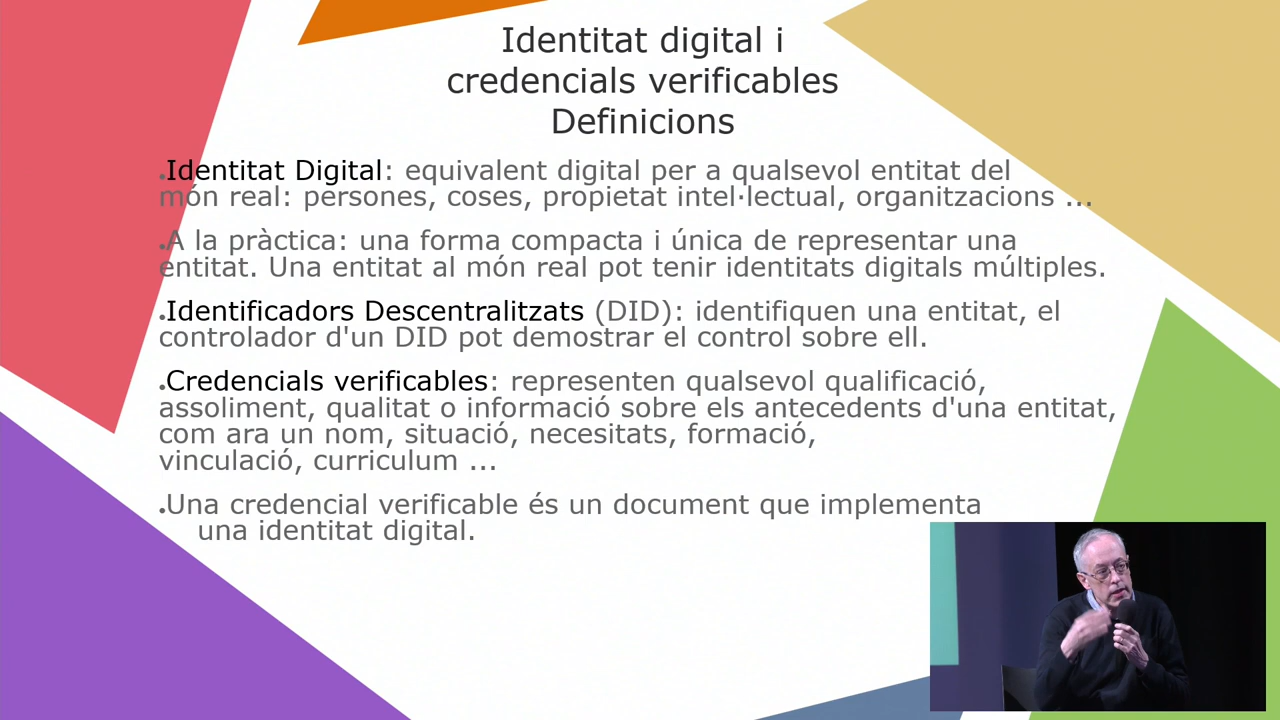 Identitat digital i
credencials verificables
Definicions
•Identitat Digital: equivalent digital per a qualsevol entitat del
món real: persones, coses, propietat intel·lectual, organitzacions ...
•A la pràctica: una forma compacta i única de representar una
entitat. Una entitat al món real pot tenir identitats digitals múltiples.
•Identificadors Descentralitzats (DID): identifiquen una entitat, el
controlador d'un DID pot demostrar el control sobre ell.
•Credencials verificables: representen qualsevol qualificació,
assoliment, qualitat o informació sobre els antecedents d'una entitat,
com ara un nom, situació, necesitats, formació,
vinculació, curriculum ...
•Una credencial verificable és un document que implementa
una identitat digital.